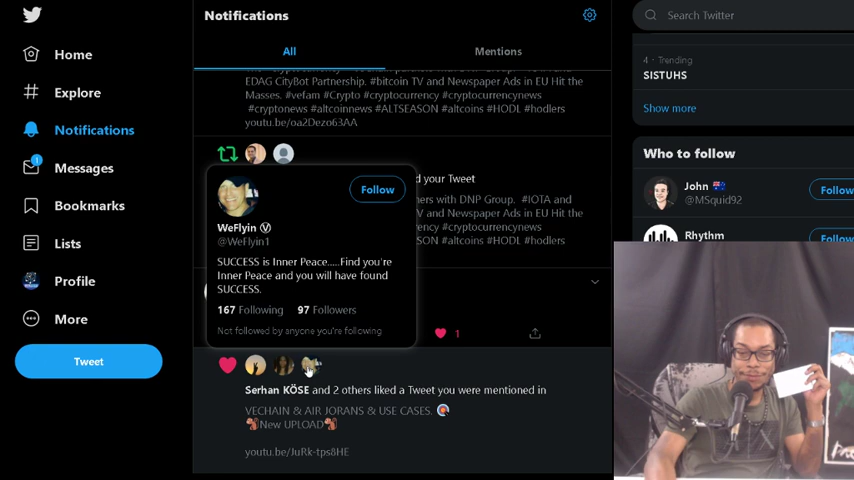 Home
Explore
Notifications
1
Messages
Bookmarks
Lists
Profile
More
Tweet
Notifications
All
Mentions
EDAG CityBot Partnership. #bitcoin TV and Newspaper Ads in EU Hit the
Masses. #vefam #Crypto #cryptocurrency #cryptocurrencynews
#cryptonews #altcoinnews #ALTSEASON #altcoins #HODL #hodlers
youtu.be/oa2Dezo63AA
d your Tweet
ners with DNP Group. #IOTA and
V and Newspaper Ads in EU Hit the
rency #cryptocurrencynews
SON #altcoins #HODL #hodlers
Follow
WeFlyin Ⓥ
@WeFlyin1
SUCCESS is Inner Peace.....Find you're
Inner Peace and you will have found
SUCCESS.
167 Following 97 Followers
Not followed by anyone you're following
1
Serhan KÖSE and 2 others liked a Tweet you were mentioned in
VECHAIN & AIR JORANS & USE CASES.
New UPLOAD
youtu.be/JuRk-tps8HE
Search Twitter
4 · Trending
SISTUHS
Show more
Who to follow
John
@MSquid92
Follow
Rhythm
Follow